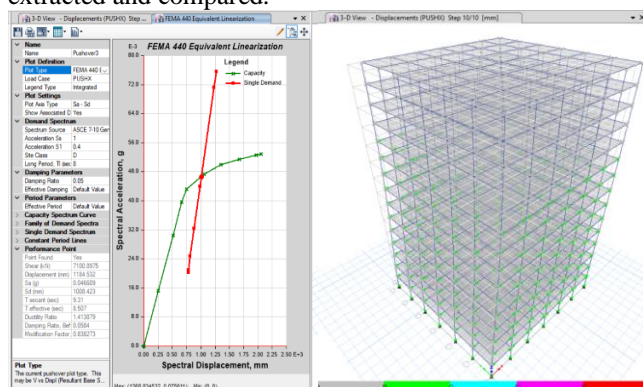 extracted and compared.
3-D View - Displacements (PUSHX) Step ...
FEMA 440 Equivalent Linearization
3-D View - Displacements (PUSHX) Step 10/10 [mm]
Name
Name Pushover3
Plot Definition
Plot Type FEMA 440 E
Load Case PUSHX
Legend Type Integrated
Plot Settings
Plot Axis Type Sa - Sd
Show Associated D Yes
Demand Spectrum
Spectrum Source ASCE 7-10 Gen
Acceleration Ss 1
Acceleration S1 0.4
Site Class D
Long Period, Tl (sec 8
Damping Parameters
Damping Ratio 0.05
Effective Damping Default Value
Period Parameters
Effective Period Default Value
Capacity Spectrum Curve
Family of Demand Spectra
Single Demand Spectrum
Constant Period Lines
Performance Point
Point Found Yes
Shear (kN) 7100.8975
Displacement (mm) 1184.532
Sa (g) 0.046609
Sd (mm) 1008.423
T secant (sec) 9.31
T effective (sec) 8.507
Ductility Ratio 1.413879
Damping Ratio, Bef 0.0584
Modification Factor, 0.838273
Plot Type
The current pushover plot type. This
may be V vs Displ (Resultant Base S...
FEMA 440 Equivalent Linearization
E-3
80.0
72.0
64.0
56.0
48.0
40.0
32.0
24.0
16.0
8.0
0.0
Spectral Acceleration, g
Legend
Capacity
Single Demand
0.00 0.25 0.50 0.75 1.00 1.25 1.50 1.75 2.00 2.25 2.50 E+3
Spectral Displacement, mm